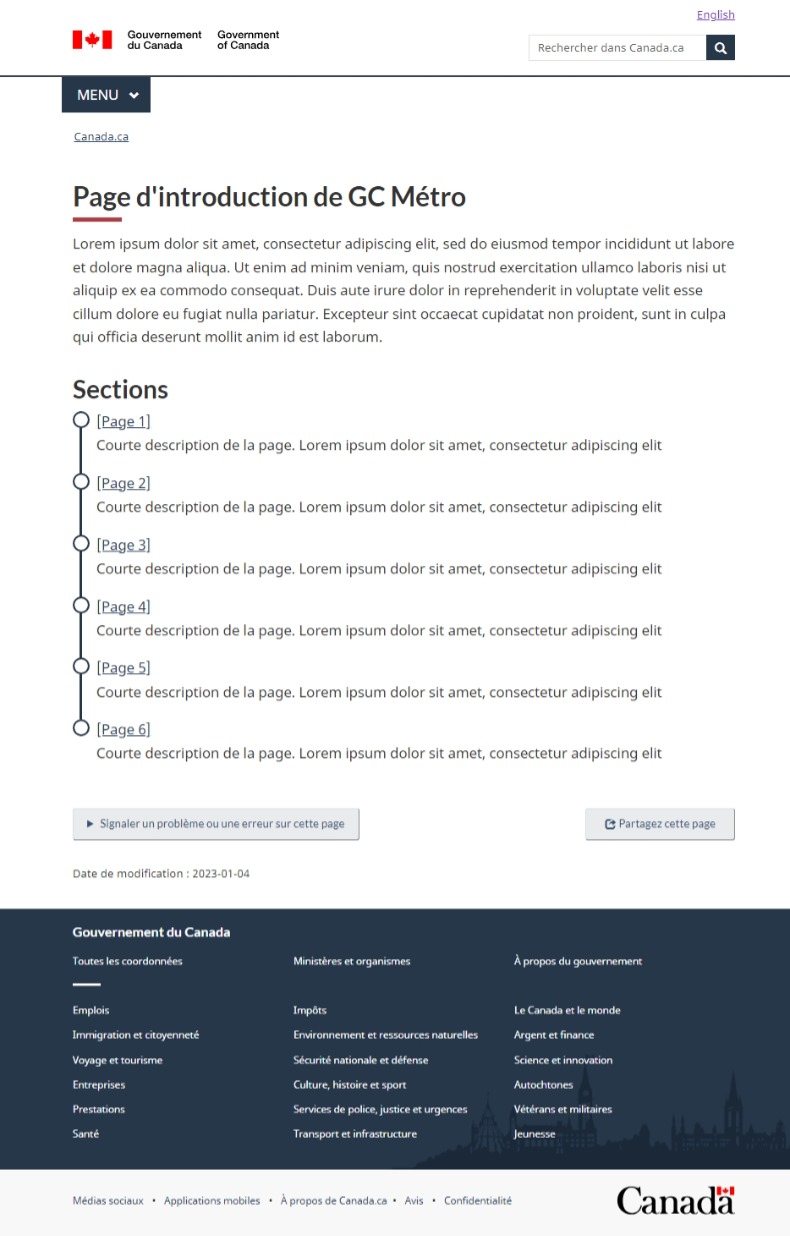 English
Gouvernement Government
du Canada of Canada
Rechercher dans Canada.ca
MENU
Canada.ca
Page d'introduction de GC Métro
Lorem ipsum dolor sit amet, consectetur adipiscing elit, sed do eiusmod tempor incididunt ut labore
et dolore magna aliqua. Ut enim ad minim veniam, quis nostrud exercitation ullamco laboris nisi ut
aliquip ex ea commodo consequat. Duis aute irure dolor in reprehenderit in voluptate velit esse
cillum dolore eu fugiat nulla pariatur. Excepteur sint occaecat cupidatat non proident, sunt in culpa
qui officia deserunt mollit anim id est laborum.
Sections
[Page 1]
Courte description de la page. Lorem ipsum dolor sit amet, consectetur adipiscing elit
[Page 2]
Courte description de la page. Lorem ipsum dolor sit amet, consectetur adipiscing elit
[Page 3]
Courte description de la page. Lorem ipsum dolor sit amet, consectetur adipiscing elit
[Page 4]
Courte description de la page. Lorem ipsum dolor sit amet, consectetur adipiscing elit
[Page 5]
Courte description de la page. Lorem ipsum dolor sit amet, consectetur adipiscing elit
[Page 6]
Courte description de la page. Lorem ipsum dolor sit amet, consectetur adipiscing elit
Signaler un problème ou une erreur sur cette page
Partagez cette page
Date de modification : 2023-01-04
Gouvernement du Canada
Toutes les coordonnées Ministères et organismes À propos du gouvernement
Emplois Impôts Le Canada et le monde
Immigration et citoyenneté Environnement et ressources naturelles Argent et finance
Voyage et tourisme Sécurité nationale et défense Science et innovation
Entreprises Culture, histoire et sport Autochtones
Prestations Services de police, justice et urgences Vétérans et militaires
Santé Transport et infrastructure Jeunesse
Médias sociaux • Applications mobiles • À propos de Canada.ca • Avis • Confidentialité
Canada